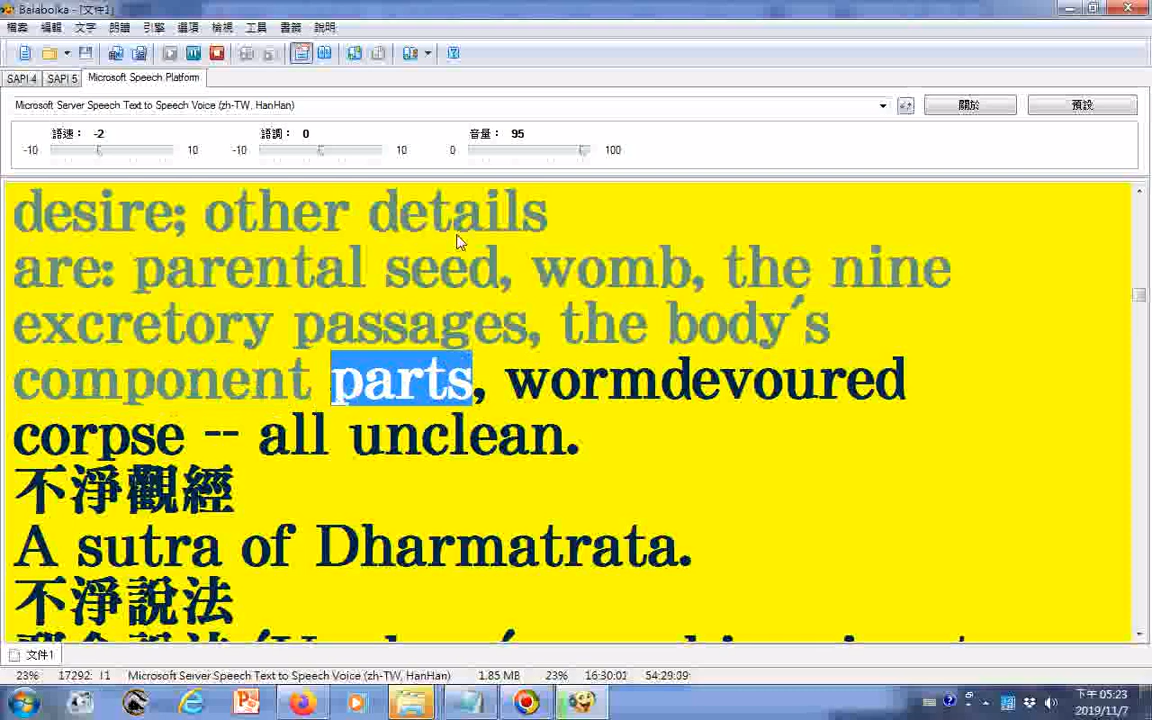 Balabolka - [文件1]
檔案 編輯 文字 朗讀 引擎 選項 檢視 工具 書籤 說明
SAPI 4 SAPI 5 Microsoft Speech Platform
Microsoft Server Speech Text to Speech Voice (zh-TW, HanHan) 關於 預設
語速： -2 語調： 0 音量： 95
-10 10 -10 10 0 100
desire; other details
are: parental seed, womb, the nine
excretory passages, the body's
component parts, wormdevoured
corpse -- all unclean.
不淨觀經
A sutra of Dharmatrata.
不淨說法
文件1
23% 17292: I1 Microsoft Server Speech Text to Speech Voice (zh-TW, HanHan) 1.85 MB 23% 16:30:01 54:29:09
下午 05:23
2019/11/7